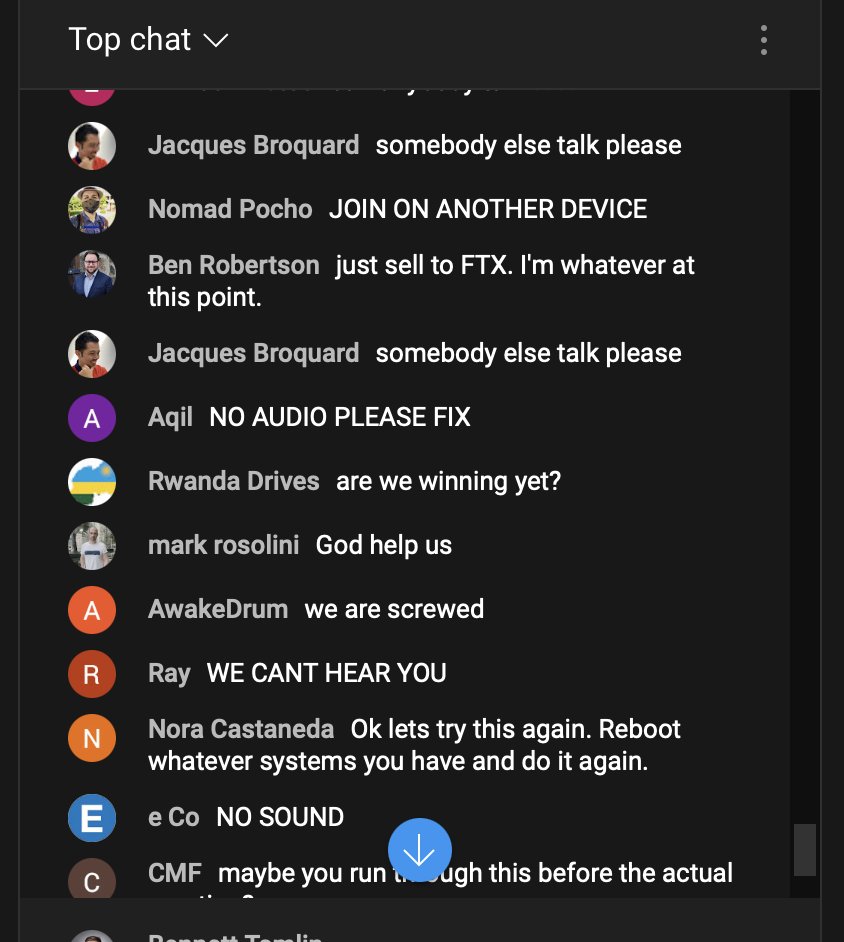 Top chat
Jacques Broquard somebody else talk please
Nomad Pocho JOIN ON ANOTHER DEVICE
Ben Robertson just sell to FTX. I'm whatever at
this point.
Jacques Broquard somebody else talk please
A
Aqil NO AUDIO PLEASE FIX
Rwanda Drives are we winning yet?
mark rosolini God help us
A
AwakeDrum we are screwed
R
Ray WE CANT HEAR YOU
N
Nora Castaneda Ok lets try this again. Reboot
whatever systems you have and do it again.
E
e Co NO SOUND
C
CMF maybe you run through this before the actual
Bennett Tomlin